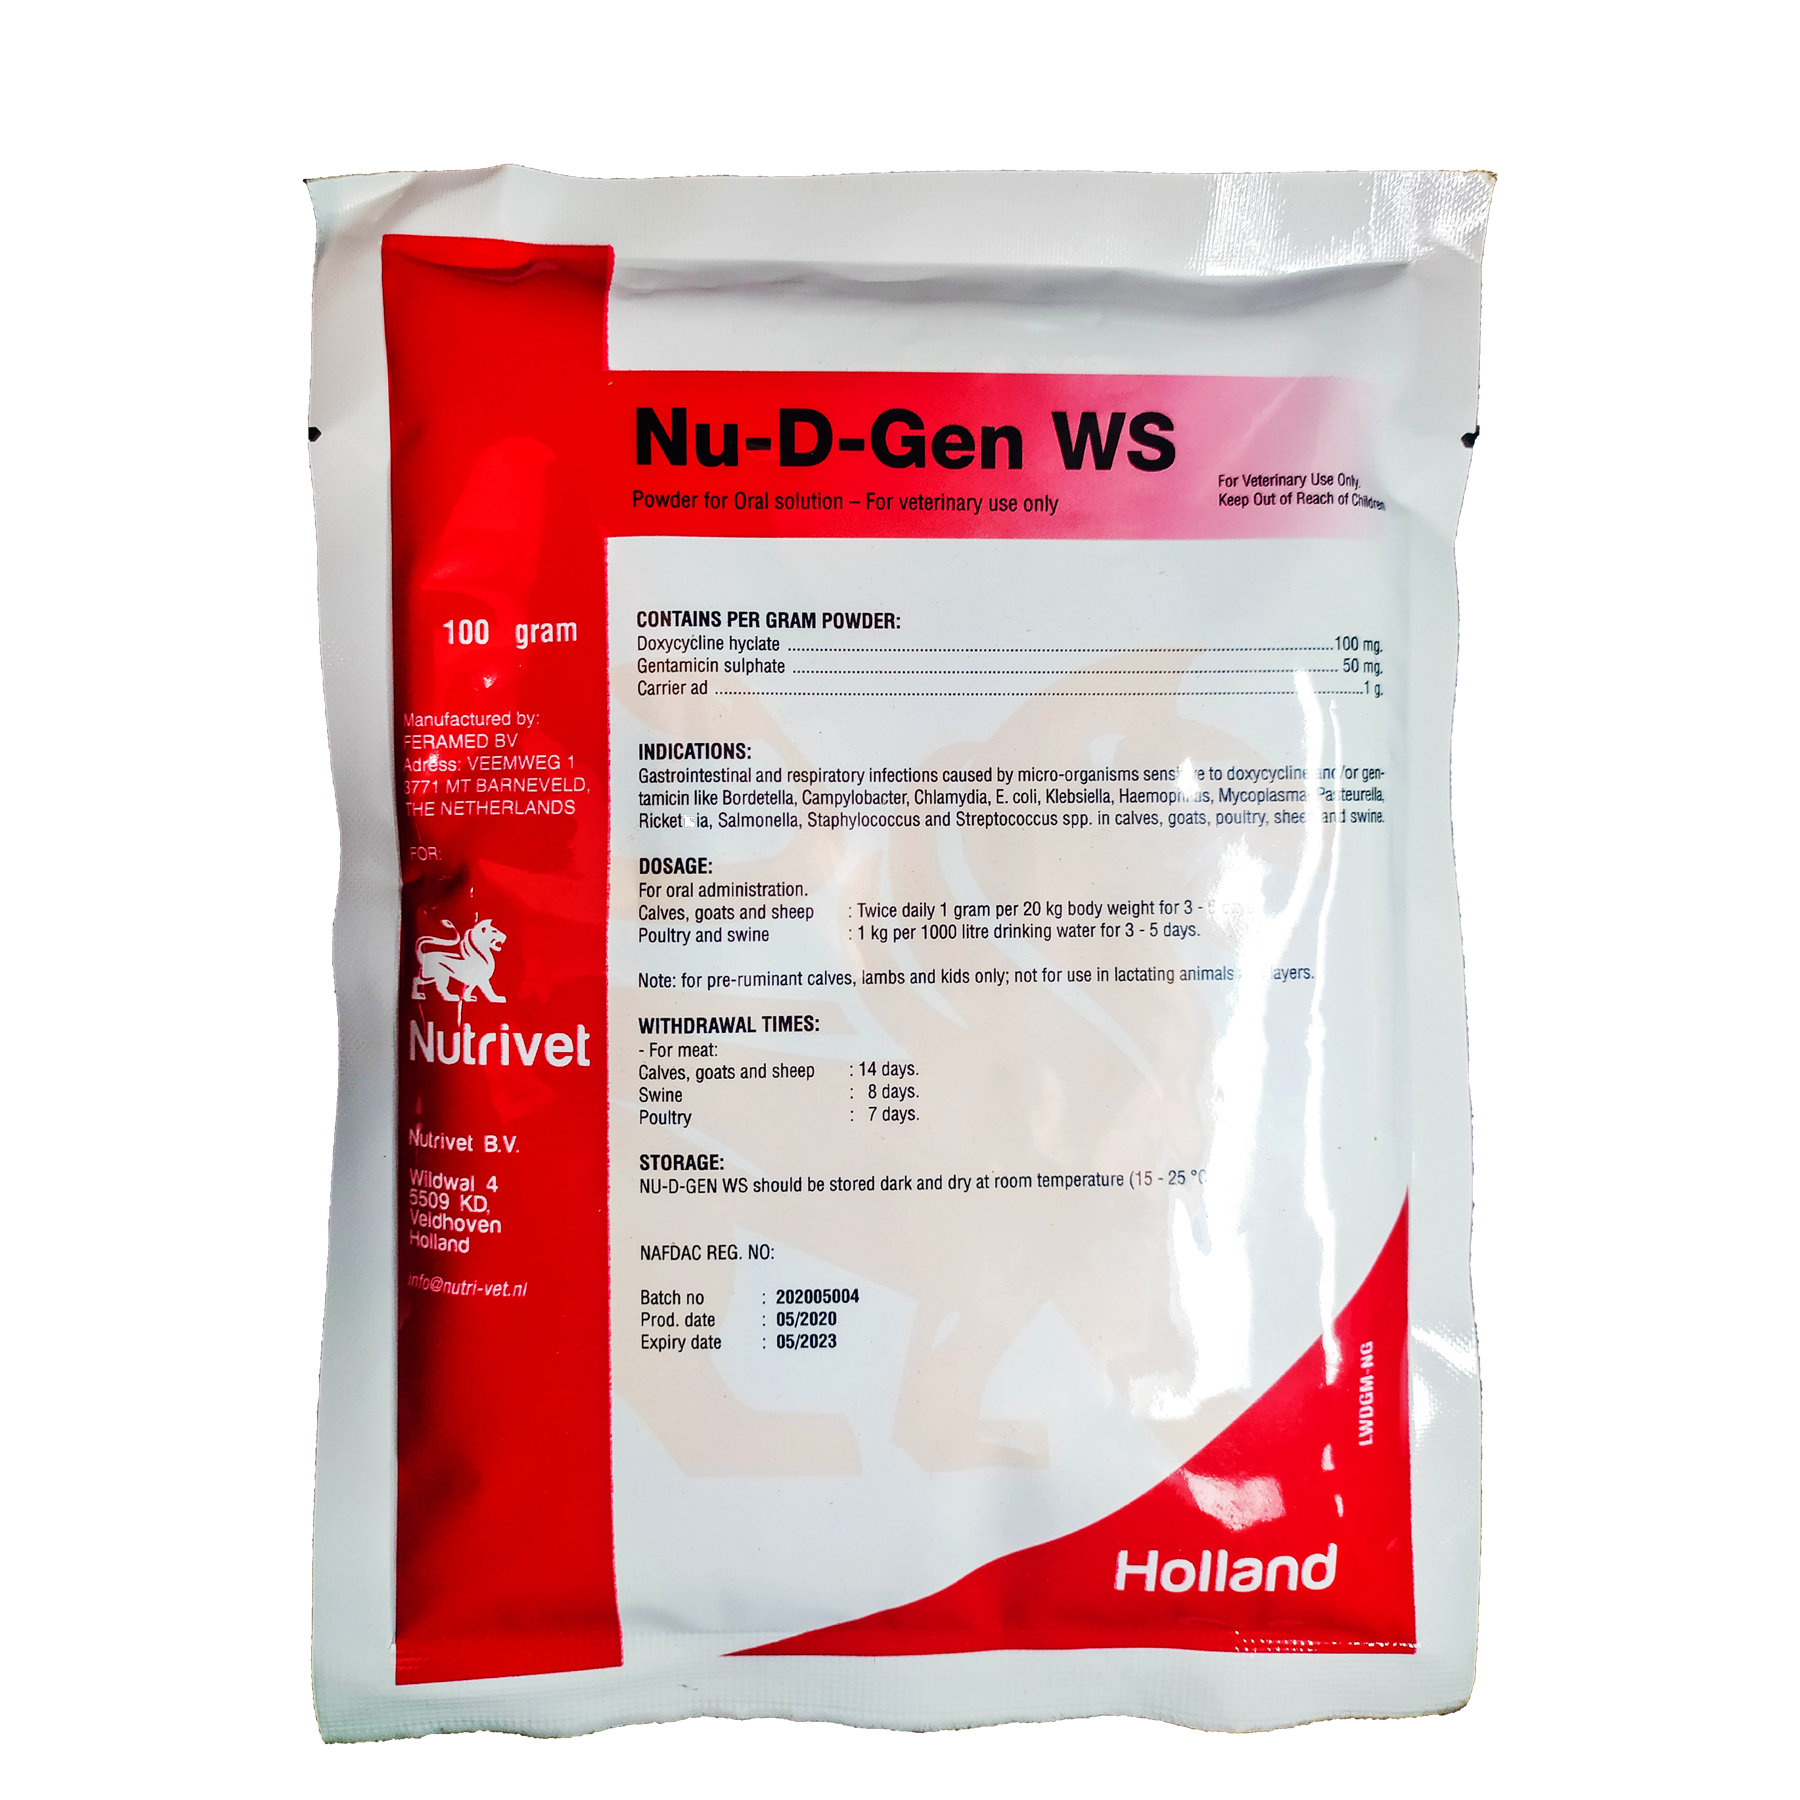 Nu-D-Gen WS
Powder for Oral solution – For veterinary use only
For Veterinary Use Only.
Keep Out of Reach of Children
100 gram
Manufactured by:
FERAMED BV
Adress: VEEMWEG 1
3771 MT BARNEVELD,
THE NETHERLANDS
FOR:
Nutrivet
Nutrivet B.V.
Wildwal 4
5509 KD,
Veldhoven
Holland
info@nutri-vet.nl
CONTAINS PER GRAM POWDER:
Doxycycline hyclate ........ 100 mg.
Gentamicin sulphate ........ 50 mg.
Carrier ad ........ 1 g.
INDICATIONS:
Gastrointestinal and respiratory infections caused by micro-organisms to doxycycline and/or gen-
tamicin like Bordetella, Campylobacter, Chlamydia, E. coli, Klebsiella, Haemophilus, Mycoplasma, Pasteurella,
Rickettsia, Salmonella, Staphylococcus and Streptococcus spp. in calves, goats, poultry, sheep and swine.
DOSAGE:
For oral administration.
Calves, goats and sheep : Twice daily 1 gram per 20 kg body weight for 3 -
Poultry and swine : 1 kg per 1000 litre drinking water for 3 - 5 days.
Note: for pre-ruminant calves, lambs and kids only; not for use in lactating animals layers.
WITHDRAWAL TIMES:
- For meat:
Calves, goats and sheep : 14 days.
Swine : 8 days.
Poultry : 7 days.
STORAGE:
NU-D-GEN WS should be stored dark and dry at room temperature (15 - 25 °C
NAFDAC REG. NO:
Batch no : 202005004
Prod. date : 05/2020
Expiry date : 05/2023
LWDGM-NG
Holland